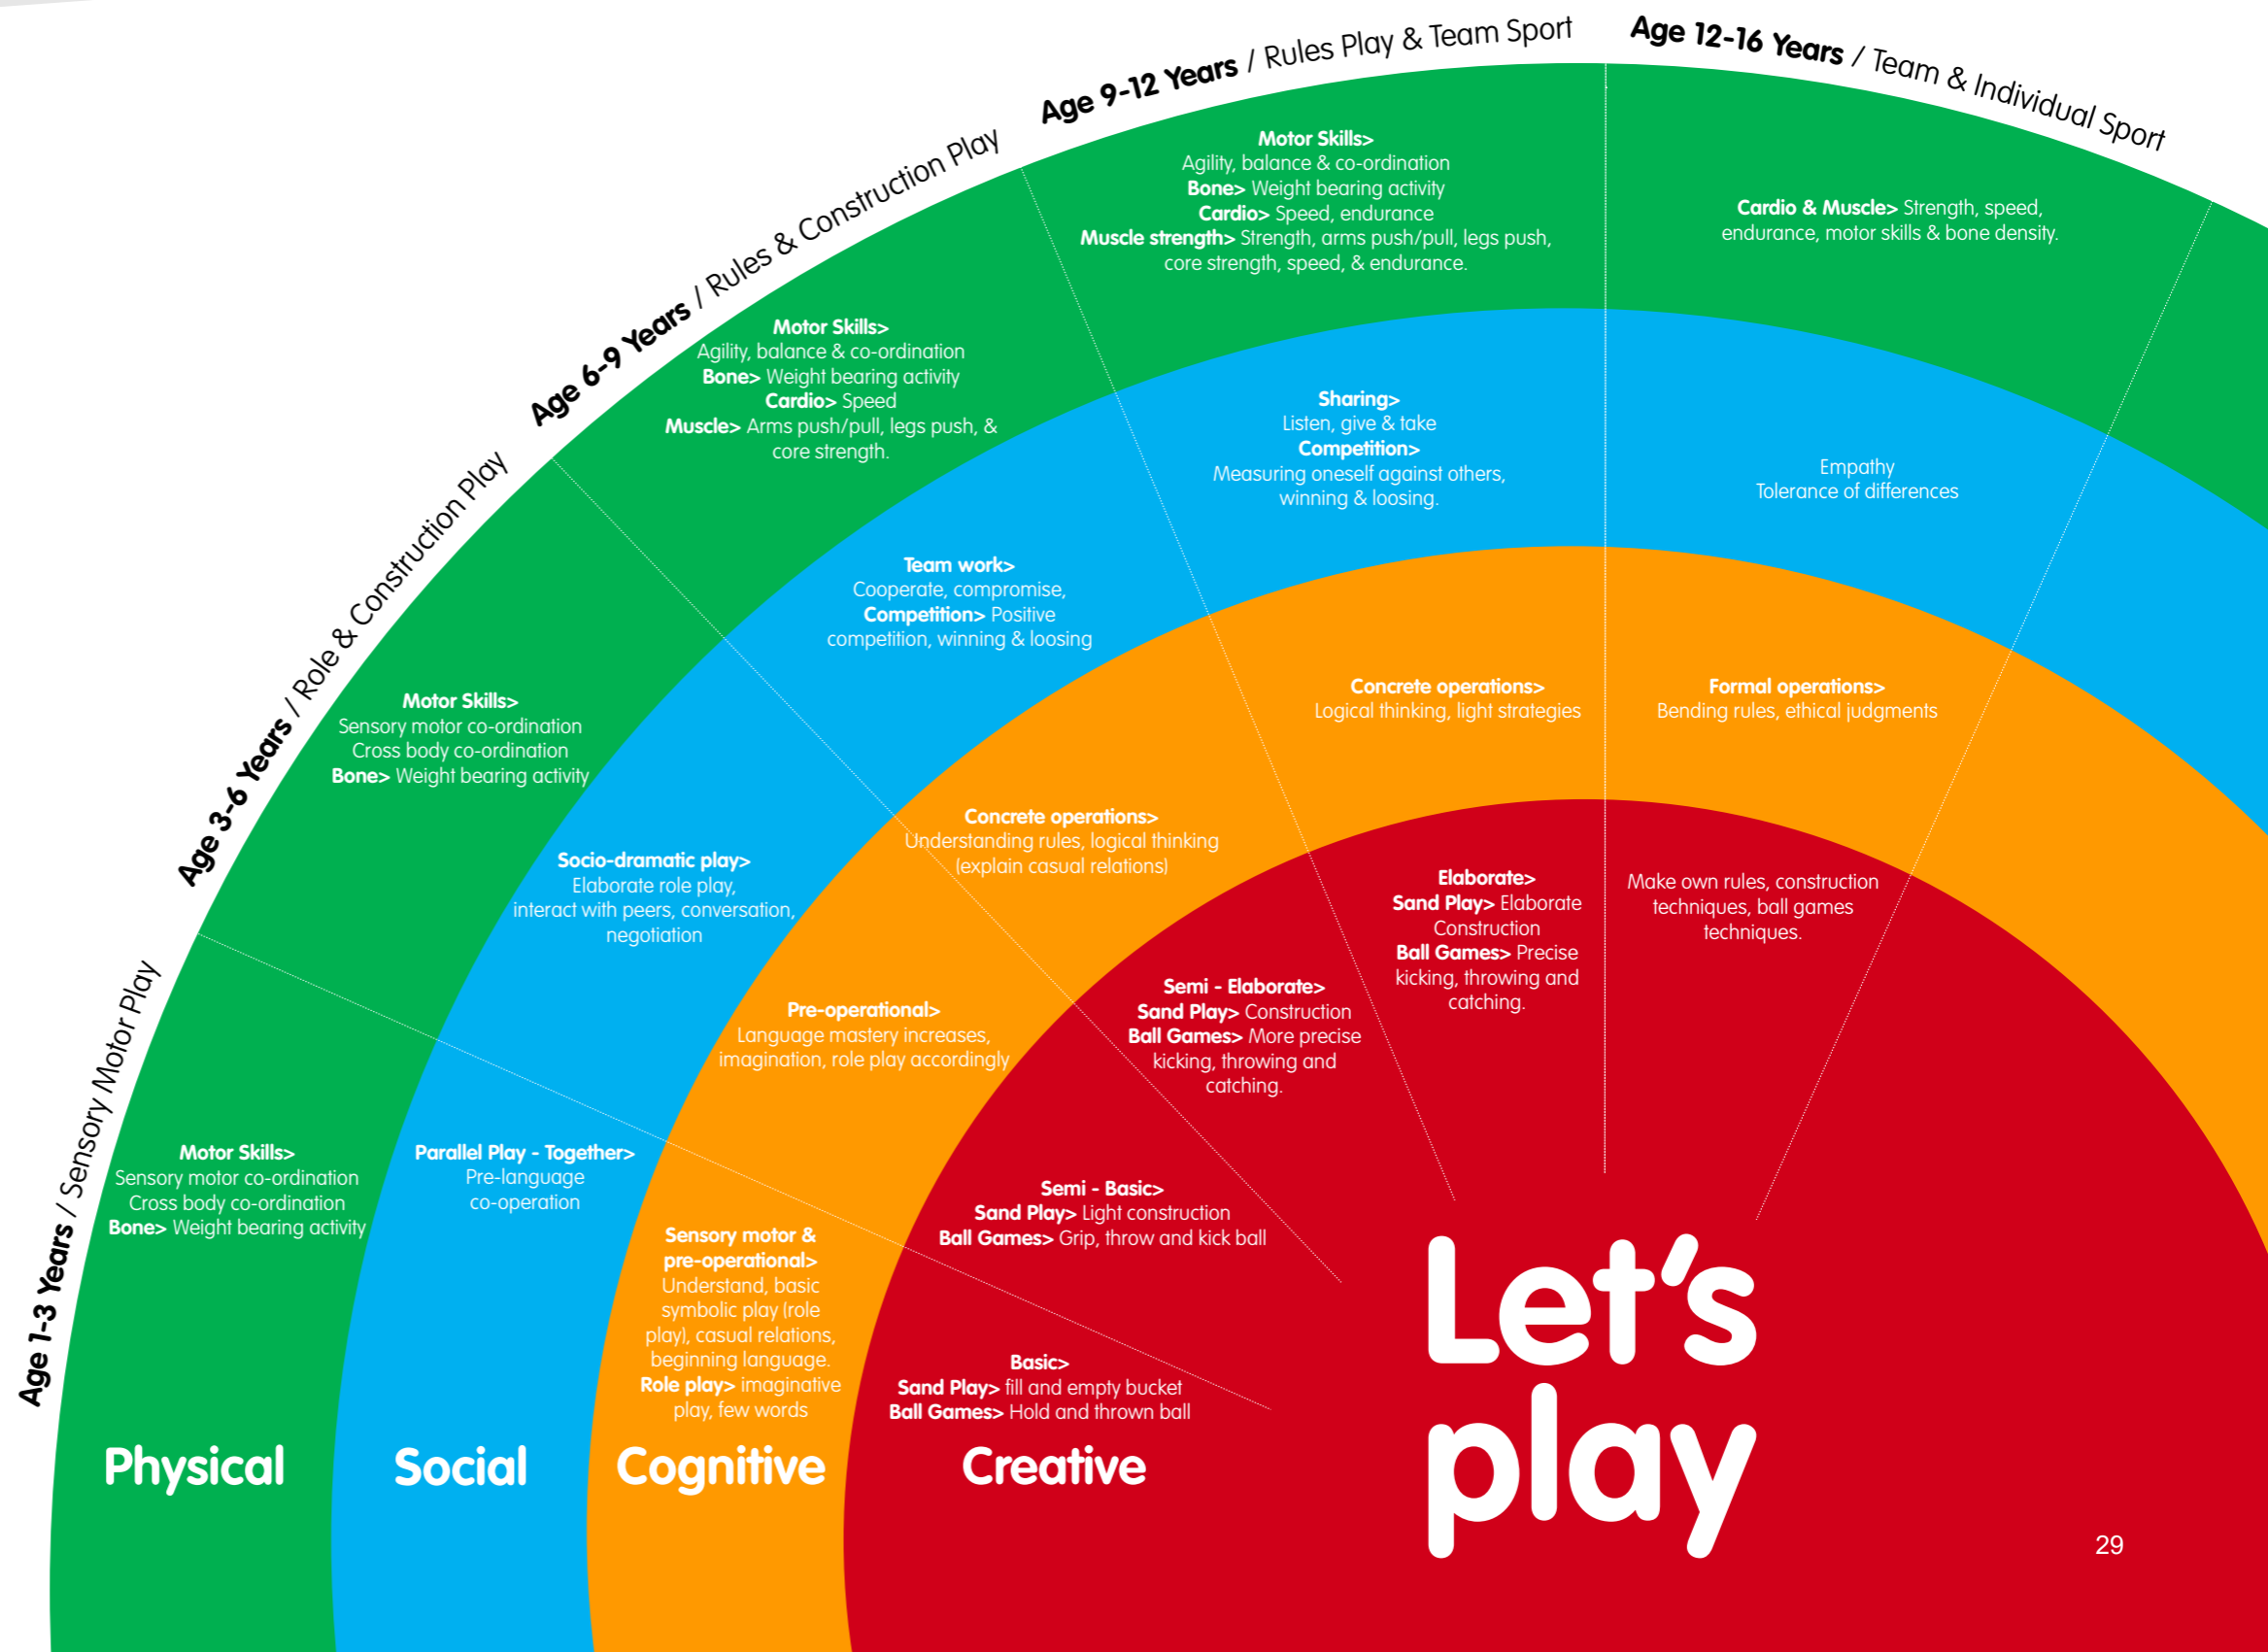 Age 1-3 Years / Sensory Motor Play
Motor Skills>
Sensory motor co-ordination
Cross body co-ordination
Bone> Weight bearing activity
Parallel Play - Together>
Pre-language
co-operation
Sensory motor &
pre-operational>
Understand, basic
symbolic play (role
play), casual relations,
beginning language.
Role play> imaginative
play, few words
Basic>
Sand Play> fill and empty bucket
Ball Games> Hold and thrown ball
Age 3-6 Years / Role & Construction Play
Motor Skills>
Sensory motor co-ordination
Cross body co-ordination
Bone> Weight bearing activity
Socio-dramatic play>
Elaborate role play,
interact with peers, conversation,
negotiation
Pre-operational>
Language mastery increases,
imagination, role play accordingly
Semi - Basic>
Sand Play> Light construction
Ball Games> Grip, throw and kick ball
Age 6-9 Years / Rules & Construction Play
Motor Skills>
Agility, balance & co-ordination
Bone> Weight bearing activity
Cardio> Speed
Muscle> Arms push/pull, legs push, &
core strength.
Team work>
Cooperate, compromise,
Competition> Positive
competition, winning & loosing
Concrete operations>
Understanding rules, logical thinking
(explain casual relations)
Semi - Elaborate>
Sand Play> Construction
Ball Games> More precise
kicking, throwing and
catching.
Age 9-12 Years / Rules Play & Team Sport
Motor Skills>
Agility, balance & co-ordination
Bone> Weight bearing activity
Cardio> Speed, endurance
Muscle strength> Strength, arms push/pull, legs push,
core strength, speed, & endurance.
Sharing>
Listen, give & take
Competition>
Measuring oneself against others,
winning & loosing.
Concrete operations>
Logical thinking, light strategies
Elaborate>
Sand Play> Elaborate
Construction
Ball Games> Precise
kicking, throwing and
catching.
Age 12-16 Years / Team & Individual Sport
Cardio & Muscle> Strength, speed,
endurance, motor skills & bone density.
Empathy
Tolerance of differences
Formal operations>
Bending rules, ethical judgments
Make own rules, construction
techniques, ball games
techniques.
Physical
Social
Cognitive
Creative
Let's
play
29